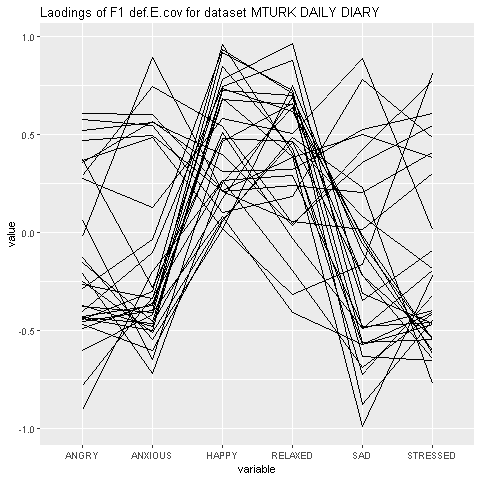 Laodings of F1 def.E.cov for dataset MTURK DAILY DIARY
1.0
0.5
0.0
-0.5
-1.0
value
ANGRY ANXIOUS HAPPY RELAXED SAD STRESSED
variable